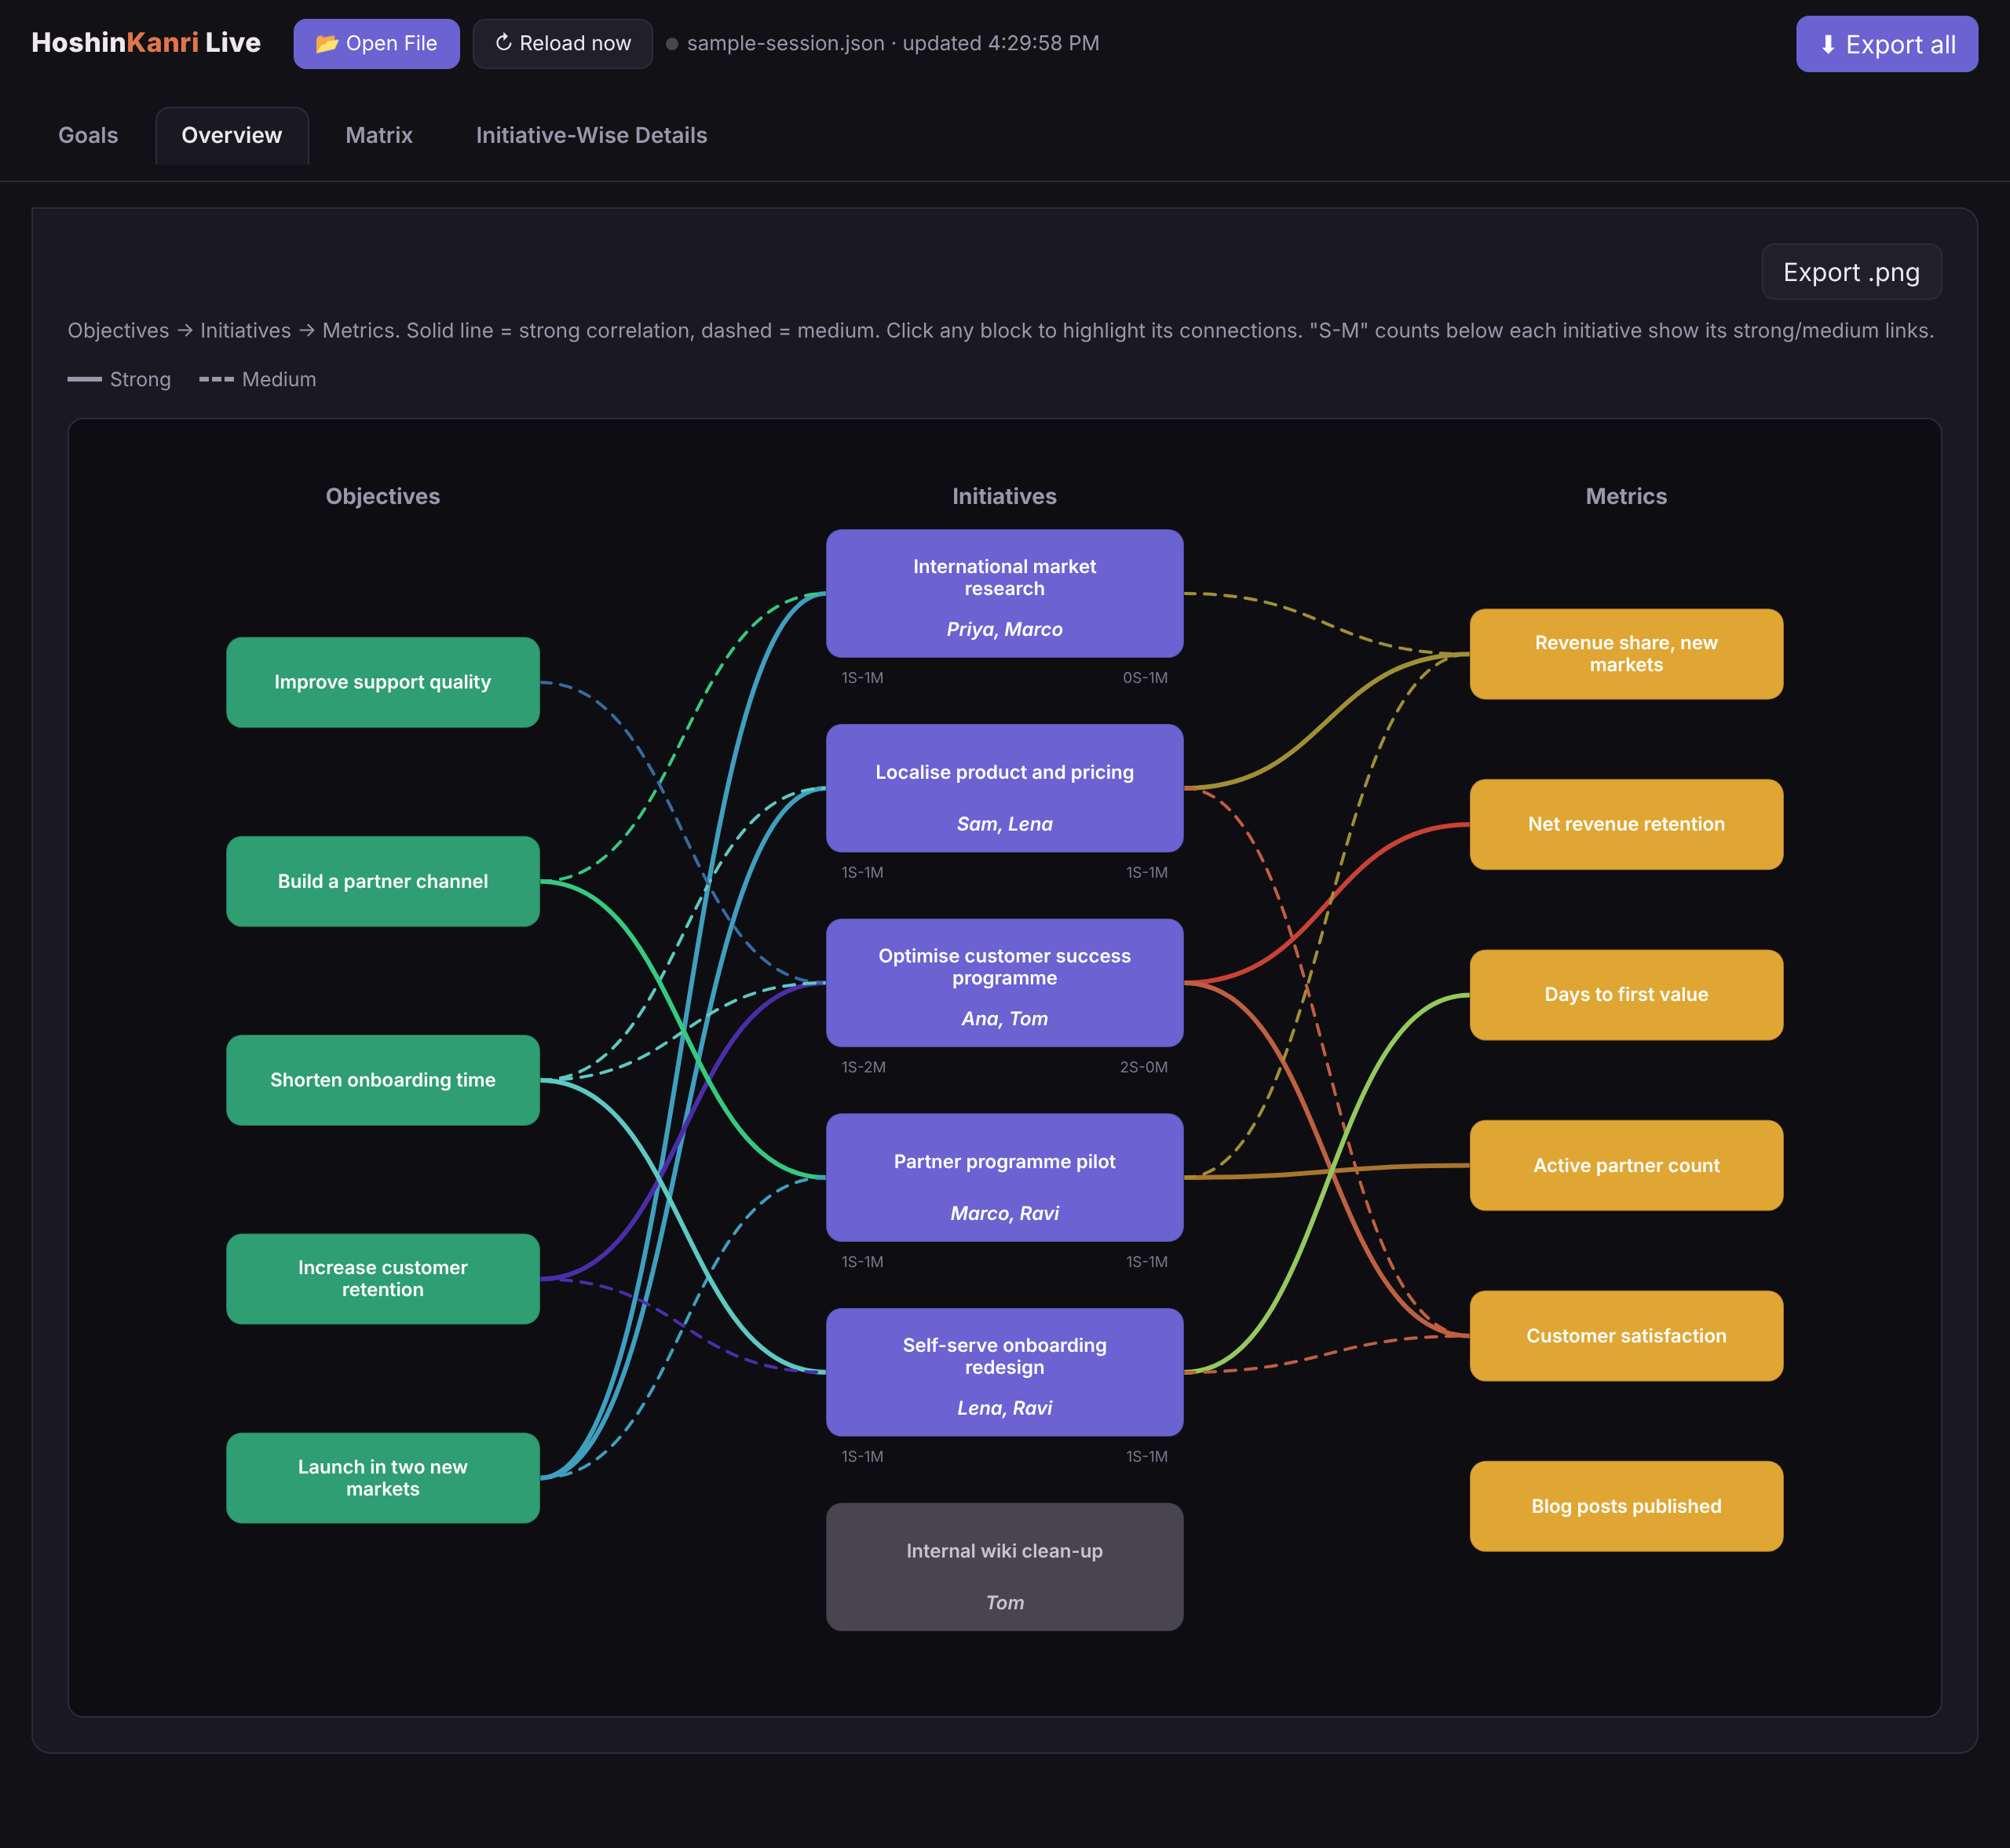 HoshinKanri Live
📂 Open File
↻ Reload now
sample-session.json · updated 4:29:58 PM
⬇ Export all
Goals
Overview
Matrix
Initiative-Wise Details
Export .png
Objectives → Initiatives → Metrics. Solid line = strong correlation, dashed = medium. Click any block to highlight its connections. "S-M" counts below each initiative show its strong/medium links.
Strong
Medium
Objectives
Improve support quality
Build a partner channel
Shorten onboarding time
Increase customer
retention
Launch in two new
markets
Initiatives
International market
research
Priya, Marco
1S-1M
0S-1M
Localise product and pricing
Sam, Lena
1S-1M
1S-1M
Optimise customer success
programme
Ana, Tom
1S-2M
2S-0M
Partner programme pilot
Marco, Ravi
1S-1M
1S-1M
Self-serve onboarding
redesign
Lena, Ravi
1S-1M
1S-1M
Internal wiki clean-up
Tom
Metrics
Revenue share, new
markets
Net revenue retention
Days to first value
Active partner count
Customer satisfaction
Blog posts published